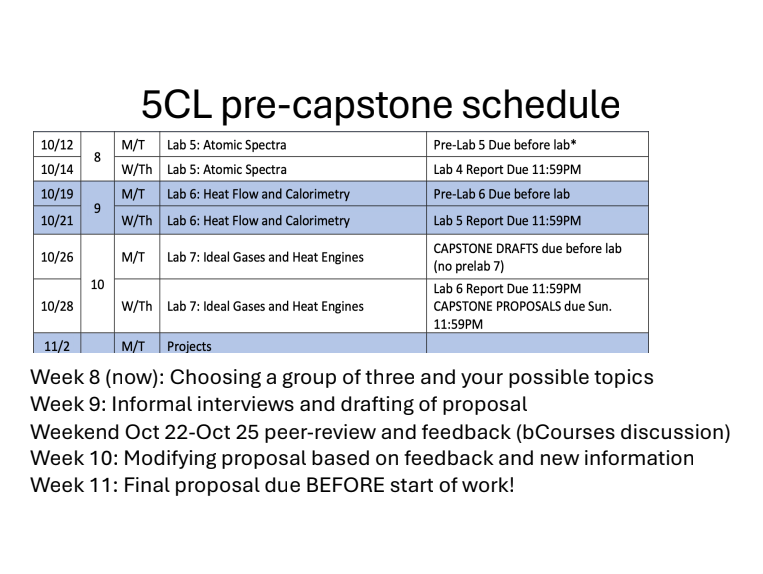 5CL pre-capstone schedule
10/12 8 M/T Lab 5: Atomic Spectra Pre-Lab 5 Due before lab*
10/14 W/Th Lab 5: Atomic Spectra Lab 4 Report Due 11:59PM
10/19 9 M/T Lab 6: Heat Flow and Calorimetry Pre-Lab 6 Due before lab
10/21 W/Th Lab 6: Heat Flow and Calorimetry Lab 5 Report Due 11:59PM
10/26 10 M/T Lab 7: Ideal Gases and Heat Engines CAPSTONE DRAFTS due before lab
(no prelab 7)
10/28 W/Th Lab 7: Ideal Gases and Heat Engines Lab 6 Report Due 11:59PM
CAPSTONE PROPOSALS due Sun.
11:59PM
11/2 M/T Projects
Week 8 (now): Choosing a group of three and your possible topics
Week 9: Informal interviews and drafting of proposal
Weekend Oct 22-Oct 25 peer-review and feedback (bCourses discussion)
Week 10: Modifying proposal based on feedback and new information
Week 11: Final proposal due BEFORE start of work!